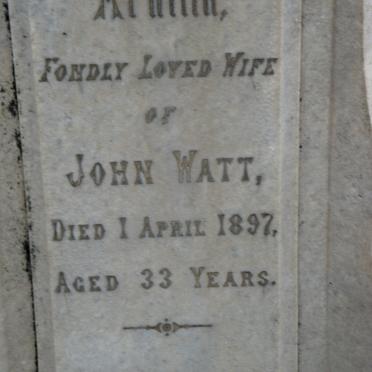 Fondly Loved Wife
of
John Watt,
Died 1 April 1897,
Aged 33 Years.